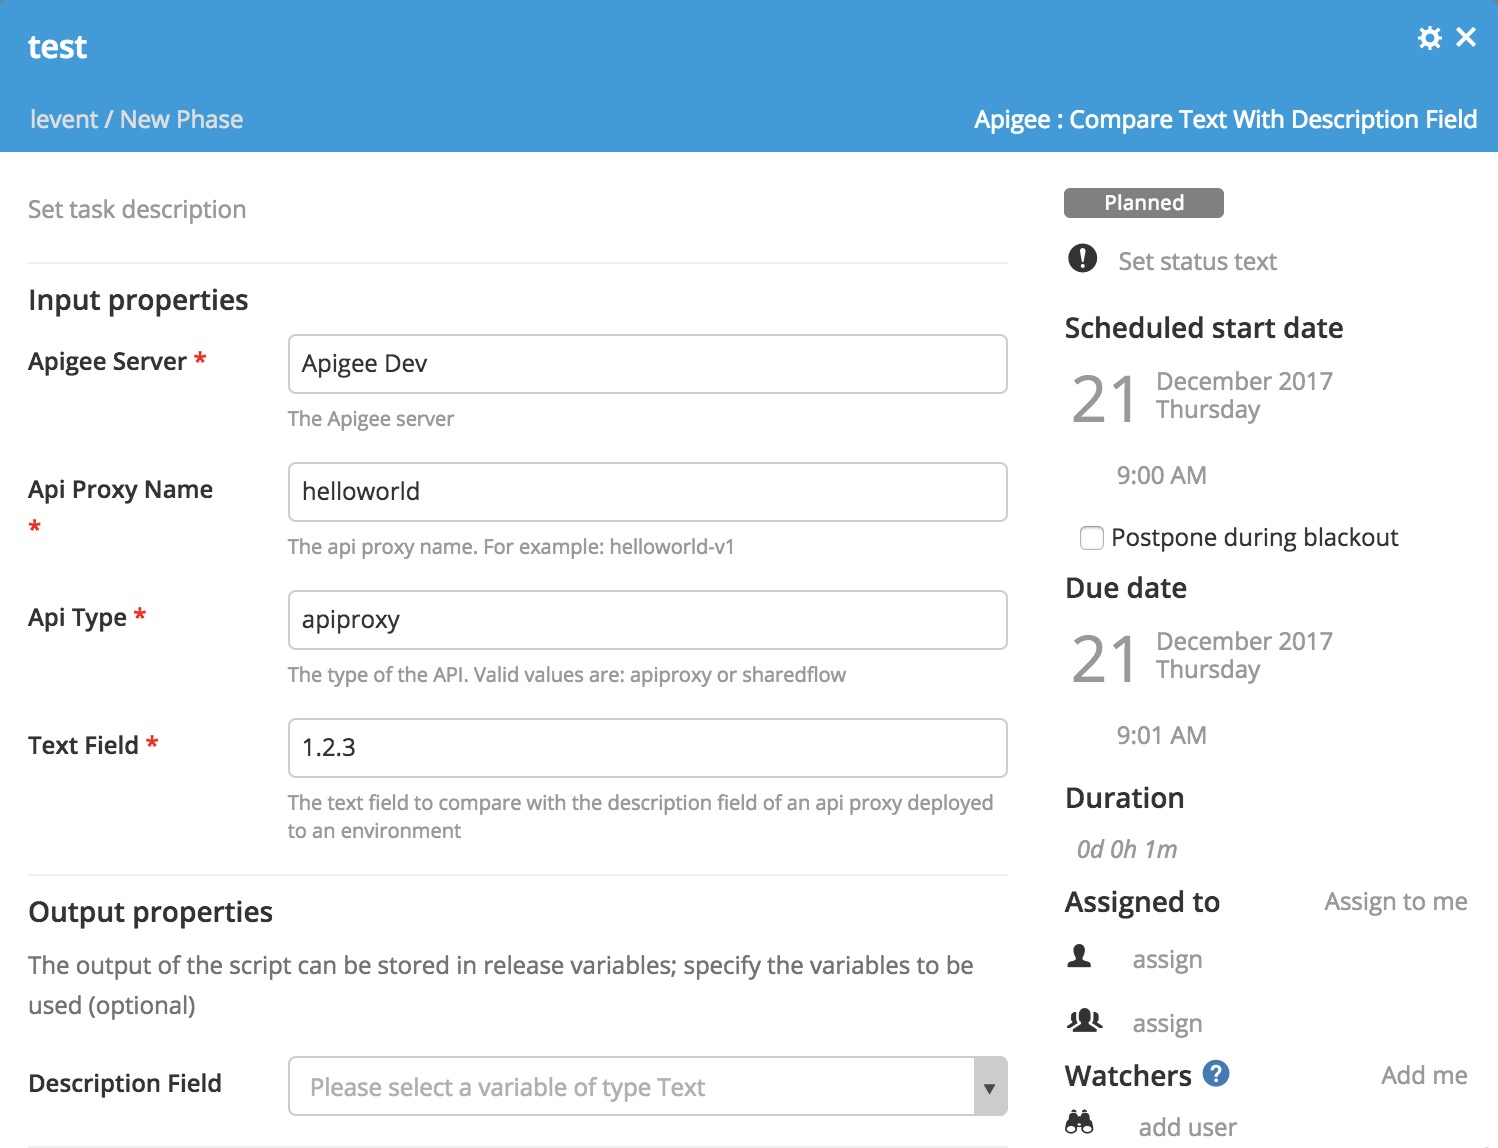 test
levent / New Phase
Apigee : Compare Text With Description Field
Set task description
Input properties
Apigee Server *
Apigee Dev
The Apigee server
Api Proxy Name
*
helloworld
The api proxy name. For example: helloworld-v1
Api Type *
apiproxy
The type of the API. Valid values are: apiproxy or sharedflow
Text Field *
1.2.3
The text field to compare with the description field of an api proxy deployed
to an environment
Output properties
The output of the script can be stored in release variables; specify the variables to be
used (optional)
Description Field
Please select a variable of type Text
Planned
Set status text
Scheduled start date
21
December 2017
Thursday
9:00 AM
Postpone during blackout
Due date
21
December 2017
Thursday
9:01 AM
Duration
0d 0h 1m
Assigned to
Assign to me
assign
assign
Watchers ?
Add me
add user